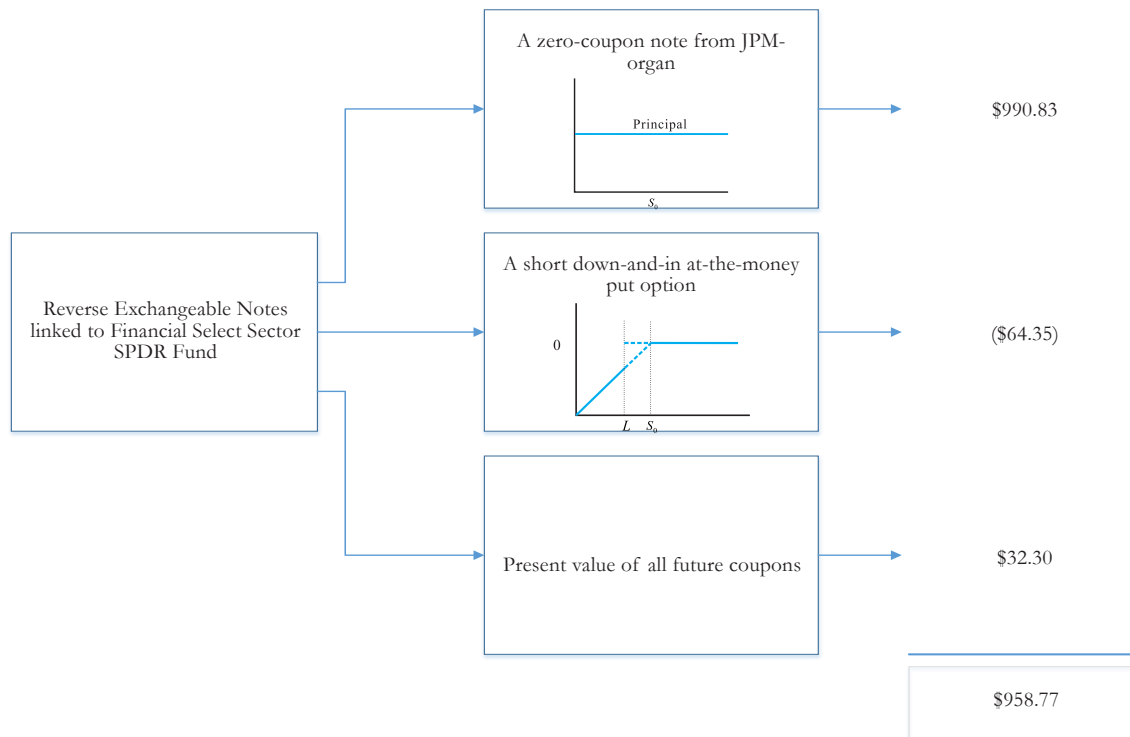 A zero-coupon note from JPM-
organ
Principal
S₀
$990.83
Reverse Exchangeable Notes
linked to Financial Select Sector
SPDR Fund
A short down-and-in at-the-money
put option
0
L S₀
($64.35)
Present value of all future coupons
$32.30
$958.77